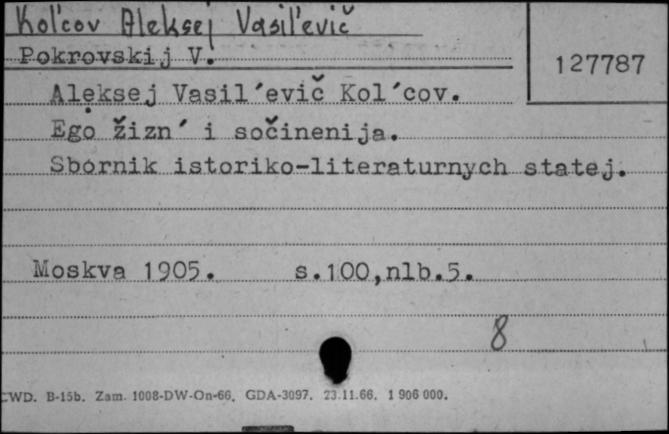 Kol'cov Aleksej Vasil'evič
Pokrovskij V.
127787
Aleksej Vasil´evič Kol´cov.
Ego žizn´ i sočinenija.
Sbornik istoriko-literaturnych statej.
Moskva 1905. s.100,nlb.5.
8
CWD. B-15b. Zam. 1008-DW-On-66. GDA-3097. 23.11.66. 1 906 000.